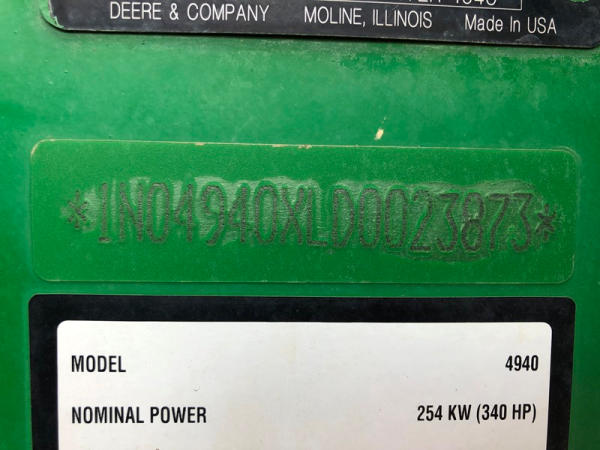 DEERE & COMPANY MOLINE, ILLINOIS Made In USA
*1N04940XLD0023873*
MODEL 4940
NOMINAL POWER 254 KW (340 HP)